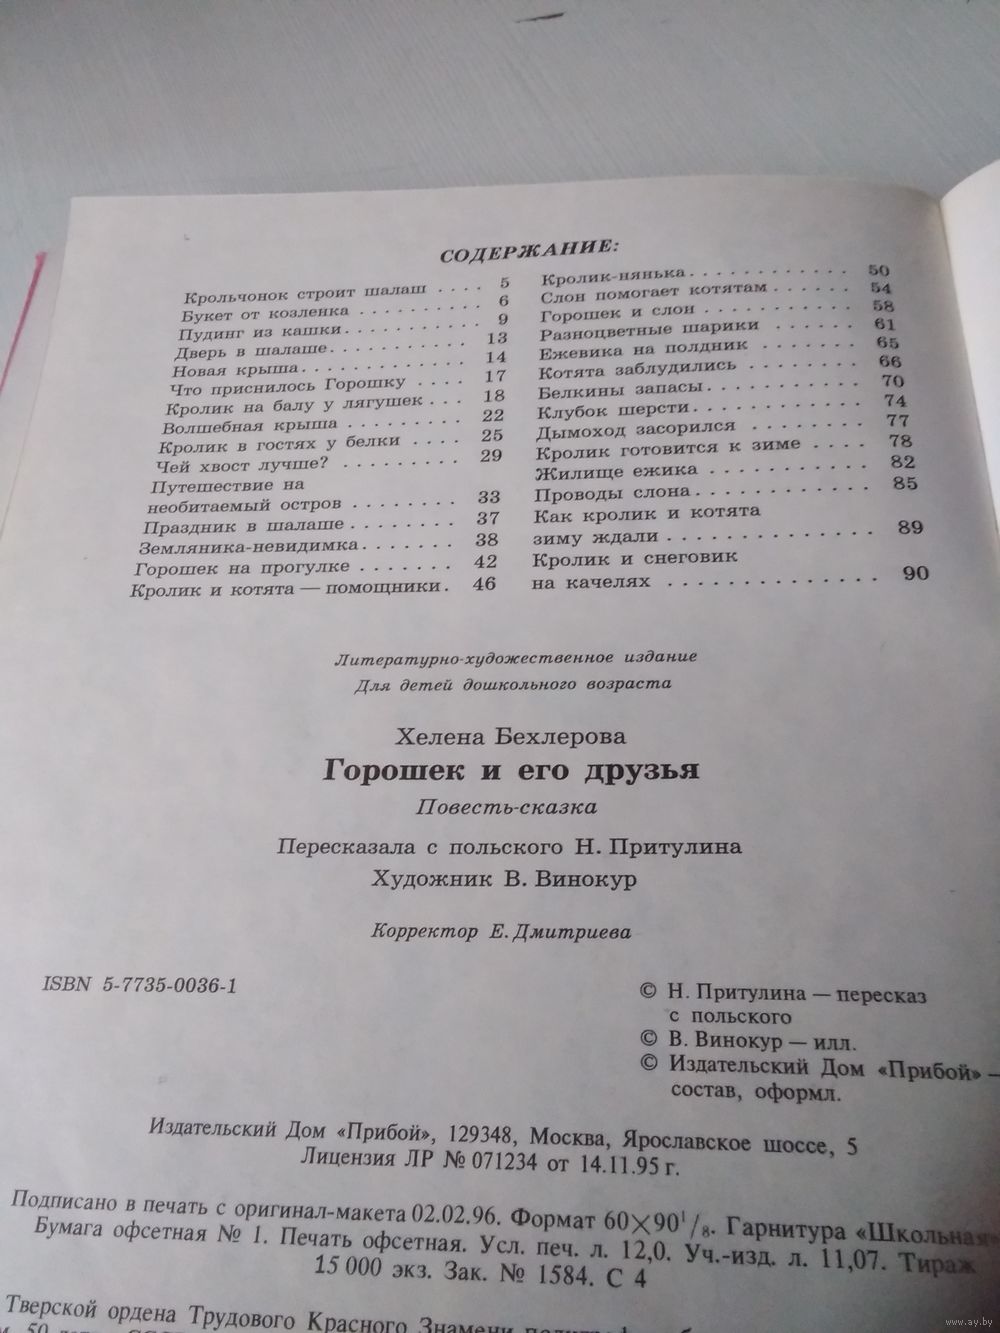 СОДЕРЖАНИЕ:
Крольчонок строит шалаш . . . . 5
Букет от козленка . . . . . . . . . 6
Пудинг из кашки . . . . . . . . . . 9
Дверь в шалаше . . . . . . . . . . 13
Новая крыша . . . . . . . . . . . . 14
Что приснилось Горошку . . . . 17
Кролик на балу у лягушек . . . 18
Волшебная крыша . . . . . . . . . 22
Кролик в гостях у белки . . . . 25
Чей хвост лучше? . . . . . . . . . 29
Путешествие на
необитаемый остров . . . . . . . . 33
Праздник в шалаше . . . . . . . . 37
Земляника-невидимка . . . . . . . 38
Горошек на прогулке . . . . . . . 42
Кролик и котята — помощники . 46
Кролик-нянька . . . . . . . . . . . . 50
Слон помогает котятам . . . . . . 54
Горошек и слон . . . . . . . . . . . 58
Разноцветные шарики . . . . . . 61
Ежевика на полдник . . . . . . . 65
Котята заблудились . . . . . . . . 66
Белкины запасы . . . . . . . . . . . 70
Клубок шерсти . . . . . . . . . . . . 74
Дымоход засорился . . . . . . . . 77
Кролик готовится к зиме . . . . 78
Жилище ежика . . . . . . . . . . . 82
Проводы слона . . . . . . . . . . . . 85
Как кролик и котята
зиму ждали . . . . . . . . . . . . . . 89
Кролик и снеговик
на качелях . . . . . . . . . . . . . . 90
Литературно-художественное издание
Для детей дошкольного возраста
Хелена Бехлерова
Горошек и его друзья
Повесть-сказка
Пересказала с польского Н. Притулина
Художник В. Винокур
Корректор Е. Дмитриева
ISBN 5-7735-0036-1
© Н. Притулина — пересказ
с польского
© В. Винокур — илл.
© Издательский Дом «Прибой» —
состав, оформл.
Издательский Дом «Прибой», 129348, Москва, Ярославское шоссе, 5
Лицензия ЛР № 071234 от 14.11.95 г.
Подписано в печать с оригинал-макета 02.02.96. Формат 60×90¹/₈. Гарнитура «Школьная»
Бумага офсетная № 1. Печать офсетная. Усл. печ. л. 12,0. Уч.-изд. л. 11,07. Тираж
15 000 экз. Зак. № 1584. С 4
Тверской ордена Трудового Красного Знамени
50
www.ay.by